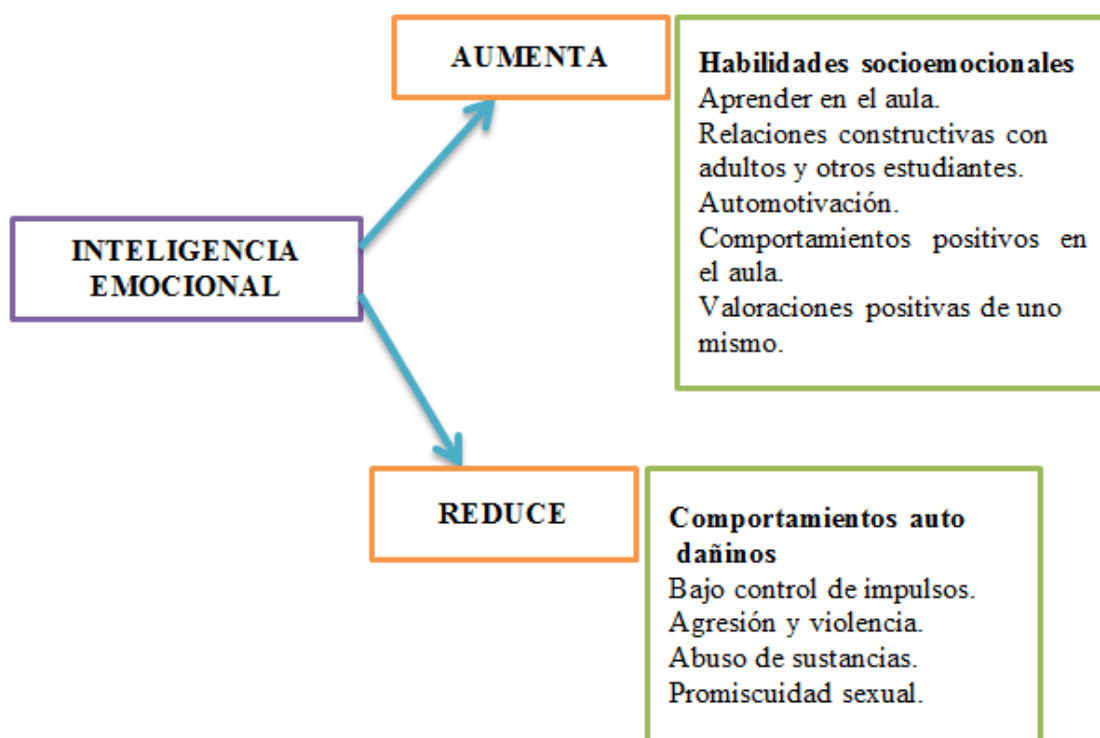 AUMENTA
Habilidades socioemocionales
Aprender en el aula.
Relaciones constructivas con
adultos y otros estudiantes.
Automotivación.
Comportamientos positivos en
el aula.
Valoraciones positivas de uno
mismo.
INTELIGENCIA
EMOCIONAL
REDUCE
Comportamientos auto
dañinos
Bajo control de impulsos.
Agresión y violencia.
Abuso de sustancias.
Promiscuidad sexual.